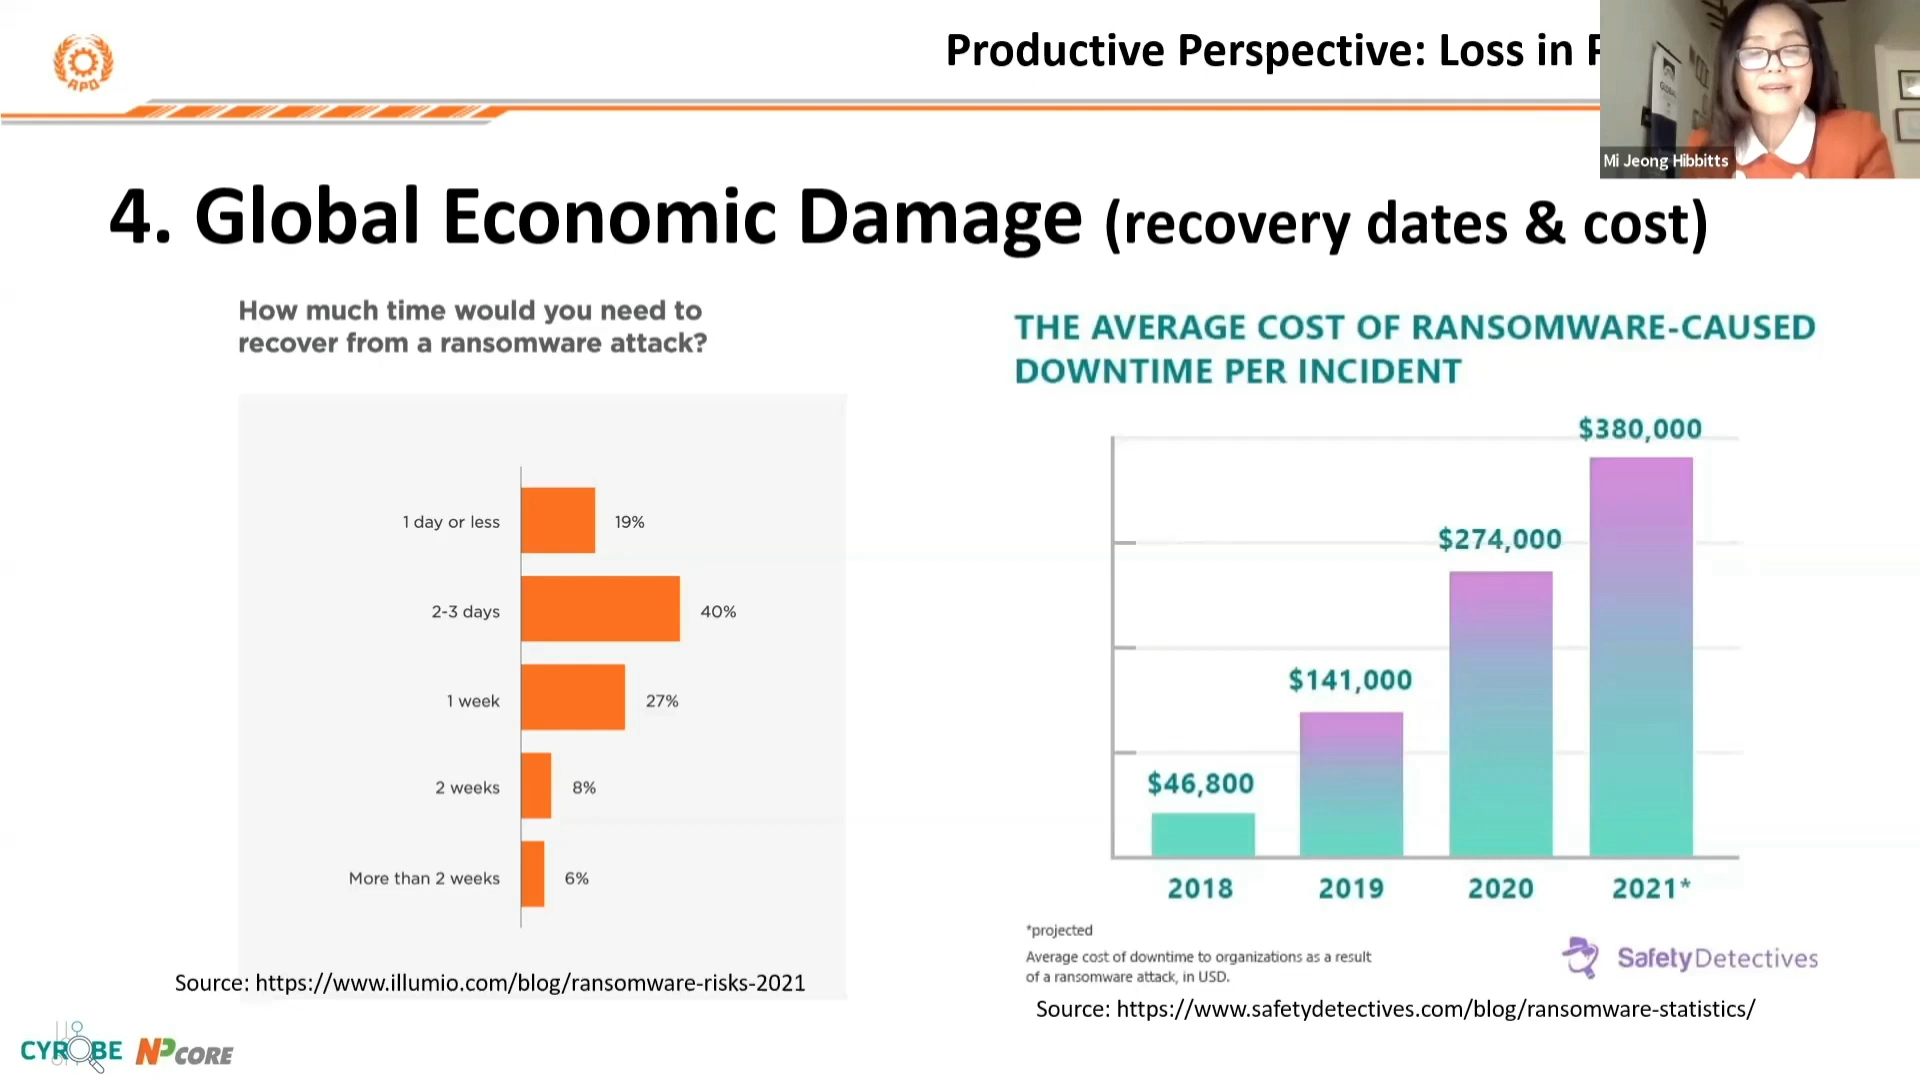 APO
Productive Perspective: Loss in
Mi Jeong Hibbitts
4. Global Economic Damage (recovery dates & cost)
How much time would you need to
recover from a ransomware attack?
1 day or less 19%
2-3 days 40%
1 week 27%
2 weeks 8%
More than 2 weeks 6%
Source: https://www.illumio.com/blog/ransomware-risks-2021
THE AVERAGE COST OF RANSOMWARE-CAUSED
DOWNTIME PER INCIDENT
$380,000
$274,000
$141,000
$46,800
2018 2019 2020 2021*
*projected
Average cost of downtime to organizations as a result
of a ransomware attack, in USD.
SafetyDetectives
Source: https://www.safetydetectives.com/blog/ransomware-statistics/
CYROBE NPCORE